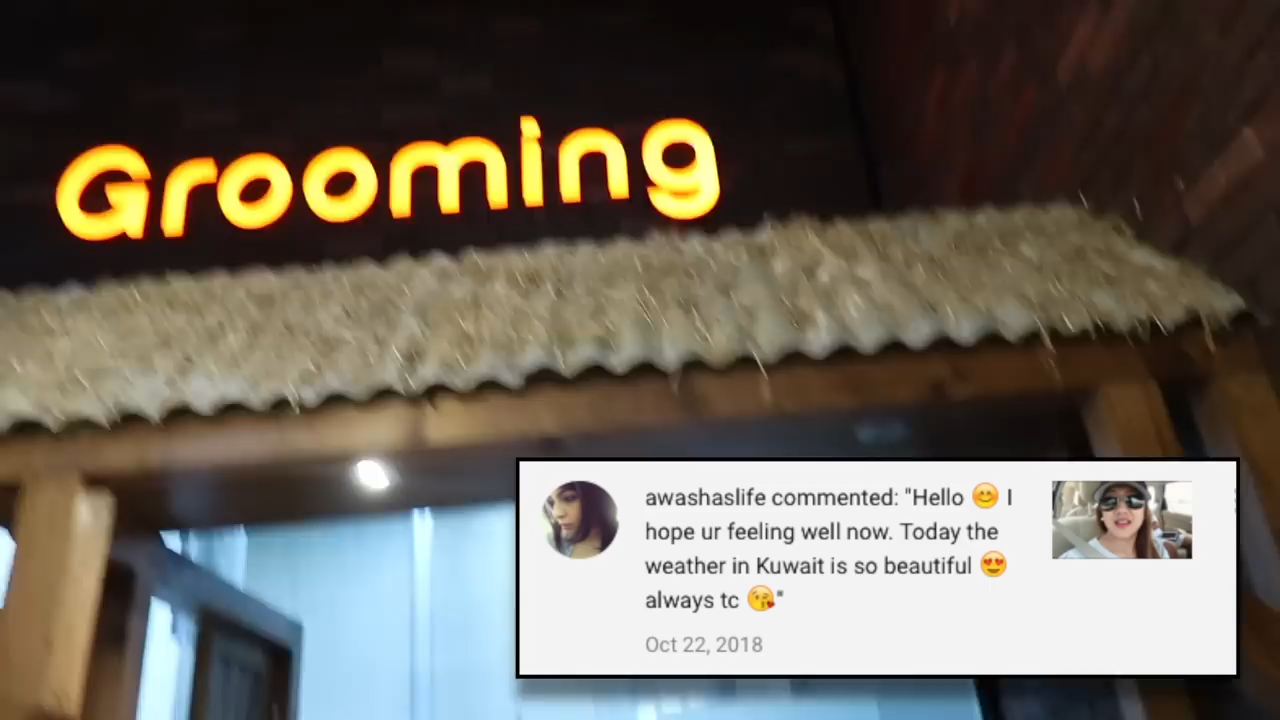 Grooming
awashaslife commented: "Hello 😊 I
hope ur feeling well now. Today the
weather in Kuwait is so beautiful 😍
always tc 😘"
Oct 22, 2018